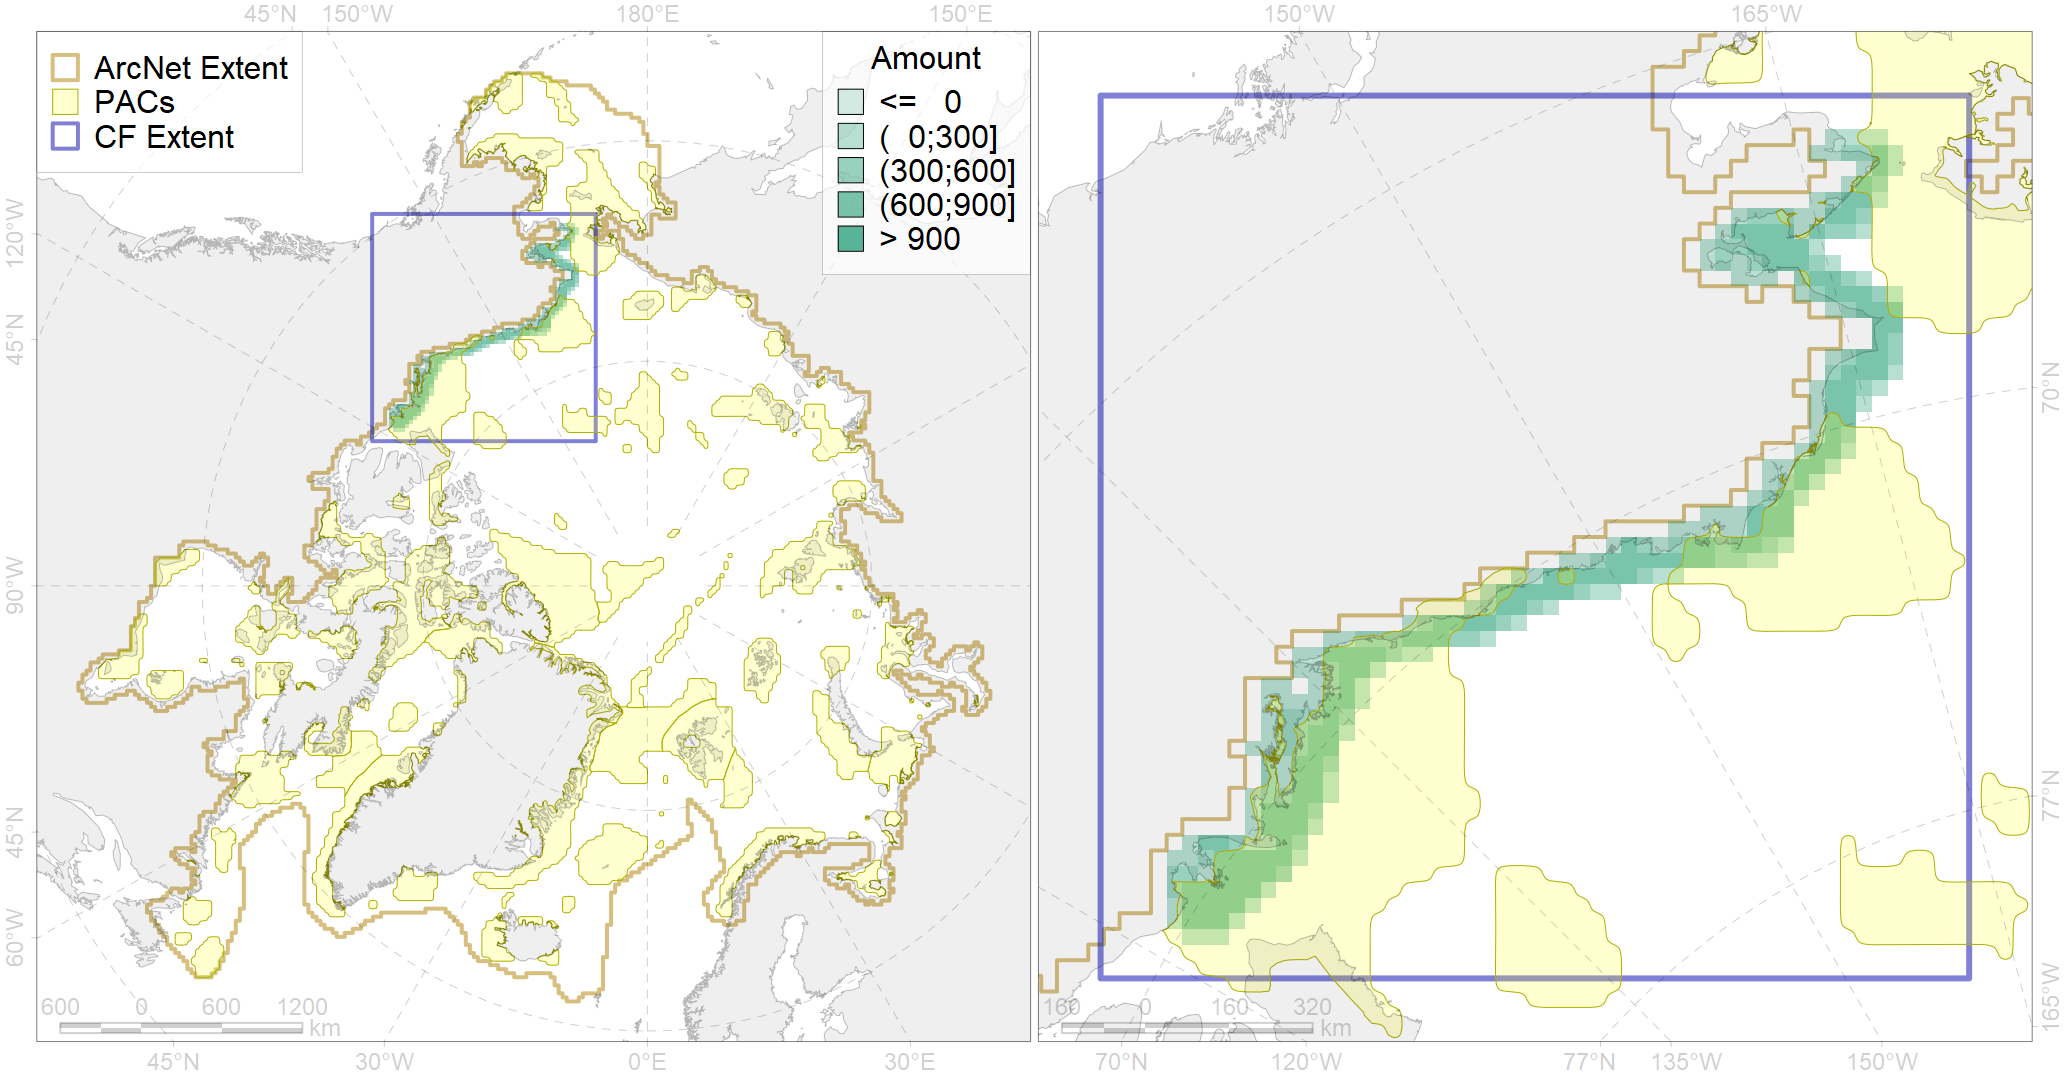 45°N 150°W 180°E 150°E 150°W 165°W
ArcNet Extent
PACs
CF Extent
Amount
<= 0
( 0;300]
(300;600]
(600;900]
> 900
120°W
45°N
90°W
45°N
60°W
70°N
77°N
165°W
600 0 600 1200
km
160 0 160 320
km
45°N 30°W 0°E 30°E 70°N 120°W 77°N 135°W 150°W